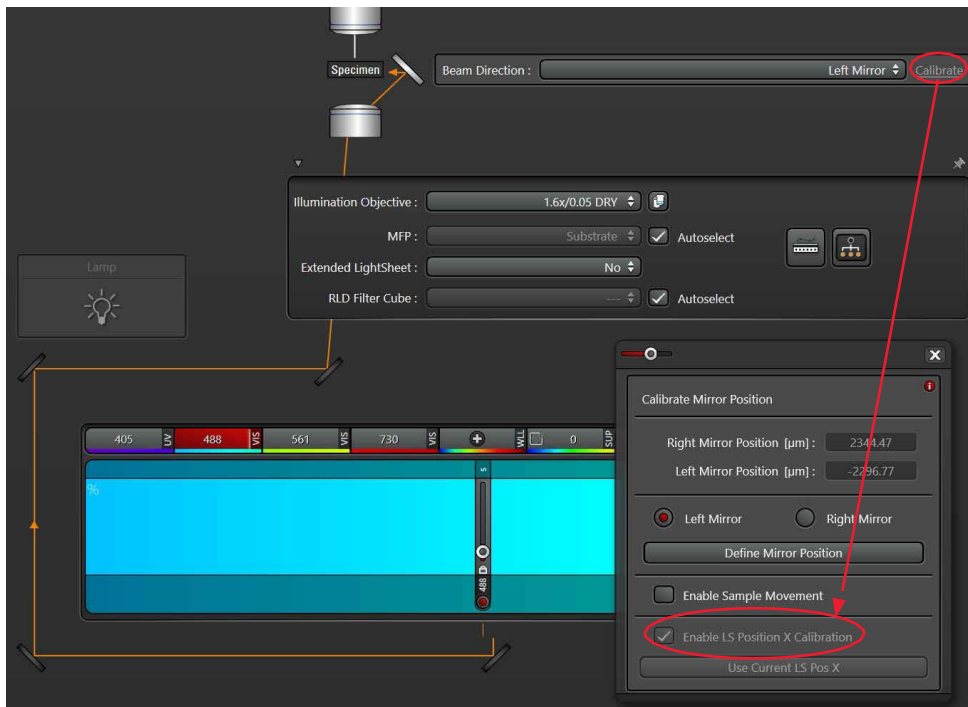 Specimen
Beam Direction : Left Mirror Calibrate
Illumination Objective : 1.6x/0.05 DRY
MFP : Substrate Autoselect
Extended LightSheet : No
RLD Filter Cube : --- Autoselect
Lamp
405 UV 488 VIS 561 VIS 730 VIS WLL 0 SUP
%
S
488
Calibrate Mirror Position
Right Mirror Position [µm] : 2344.47
Left Mirror Position [µm] : -2296.77
Left Mirror Right Mirror
Define Mirror Position
Enable Sample Movement
Enable LS Position X Calibration
Use Current LS Pos X